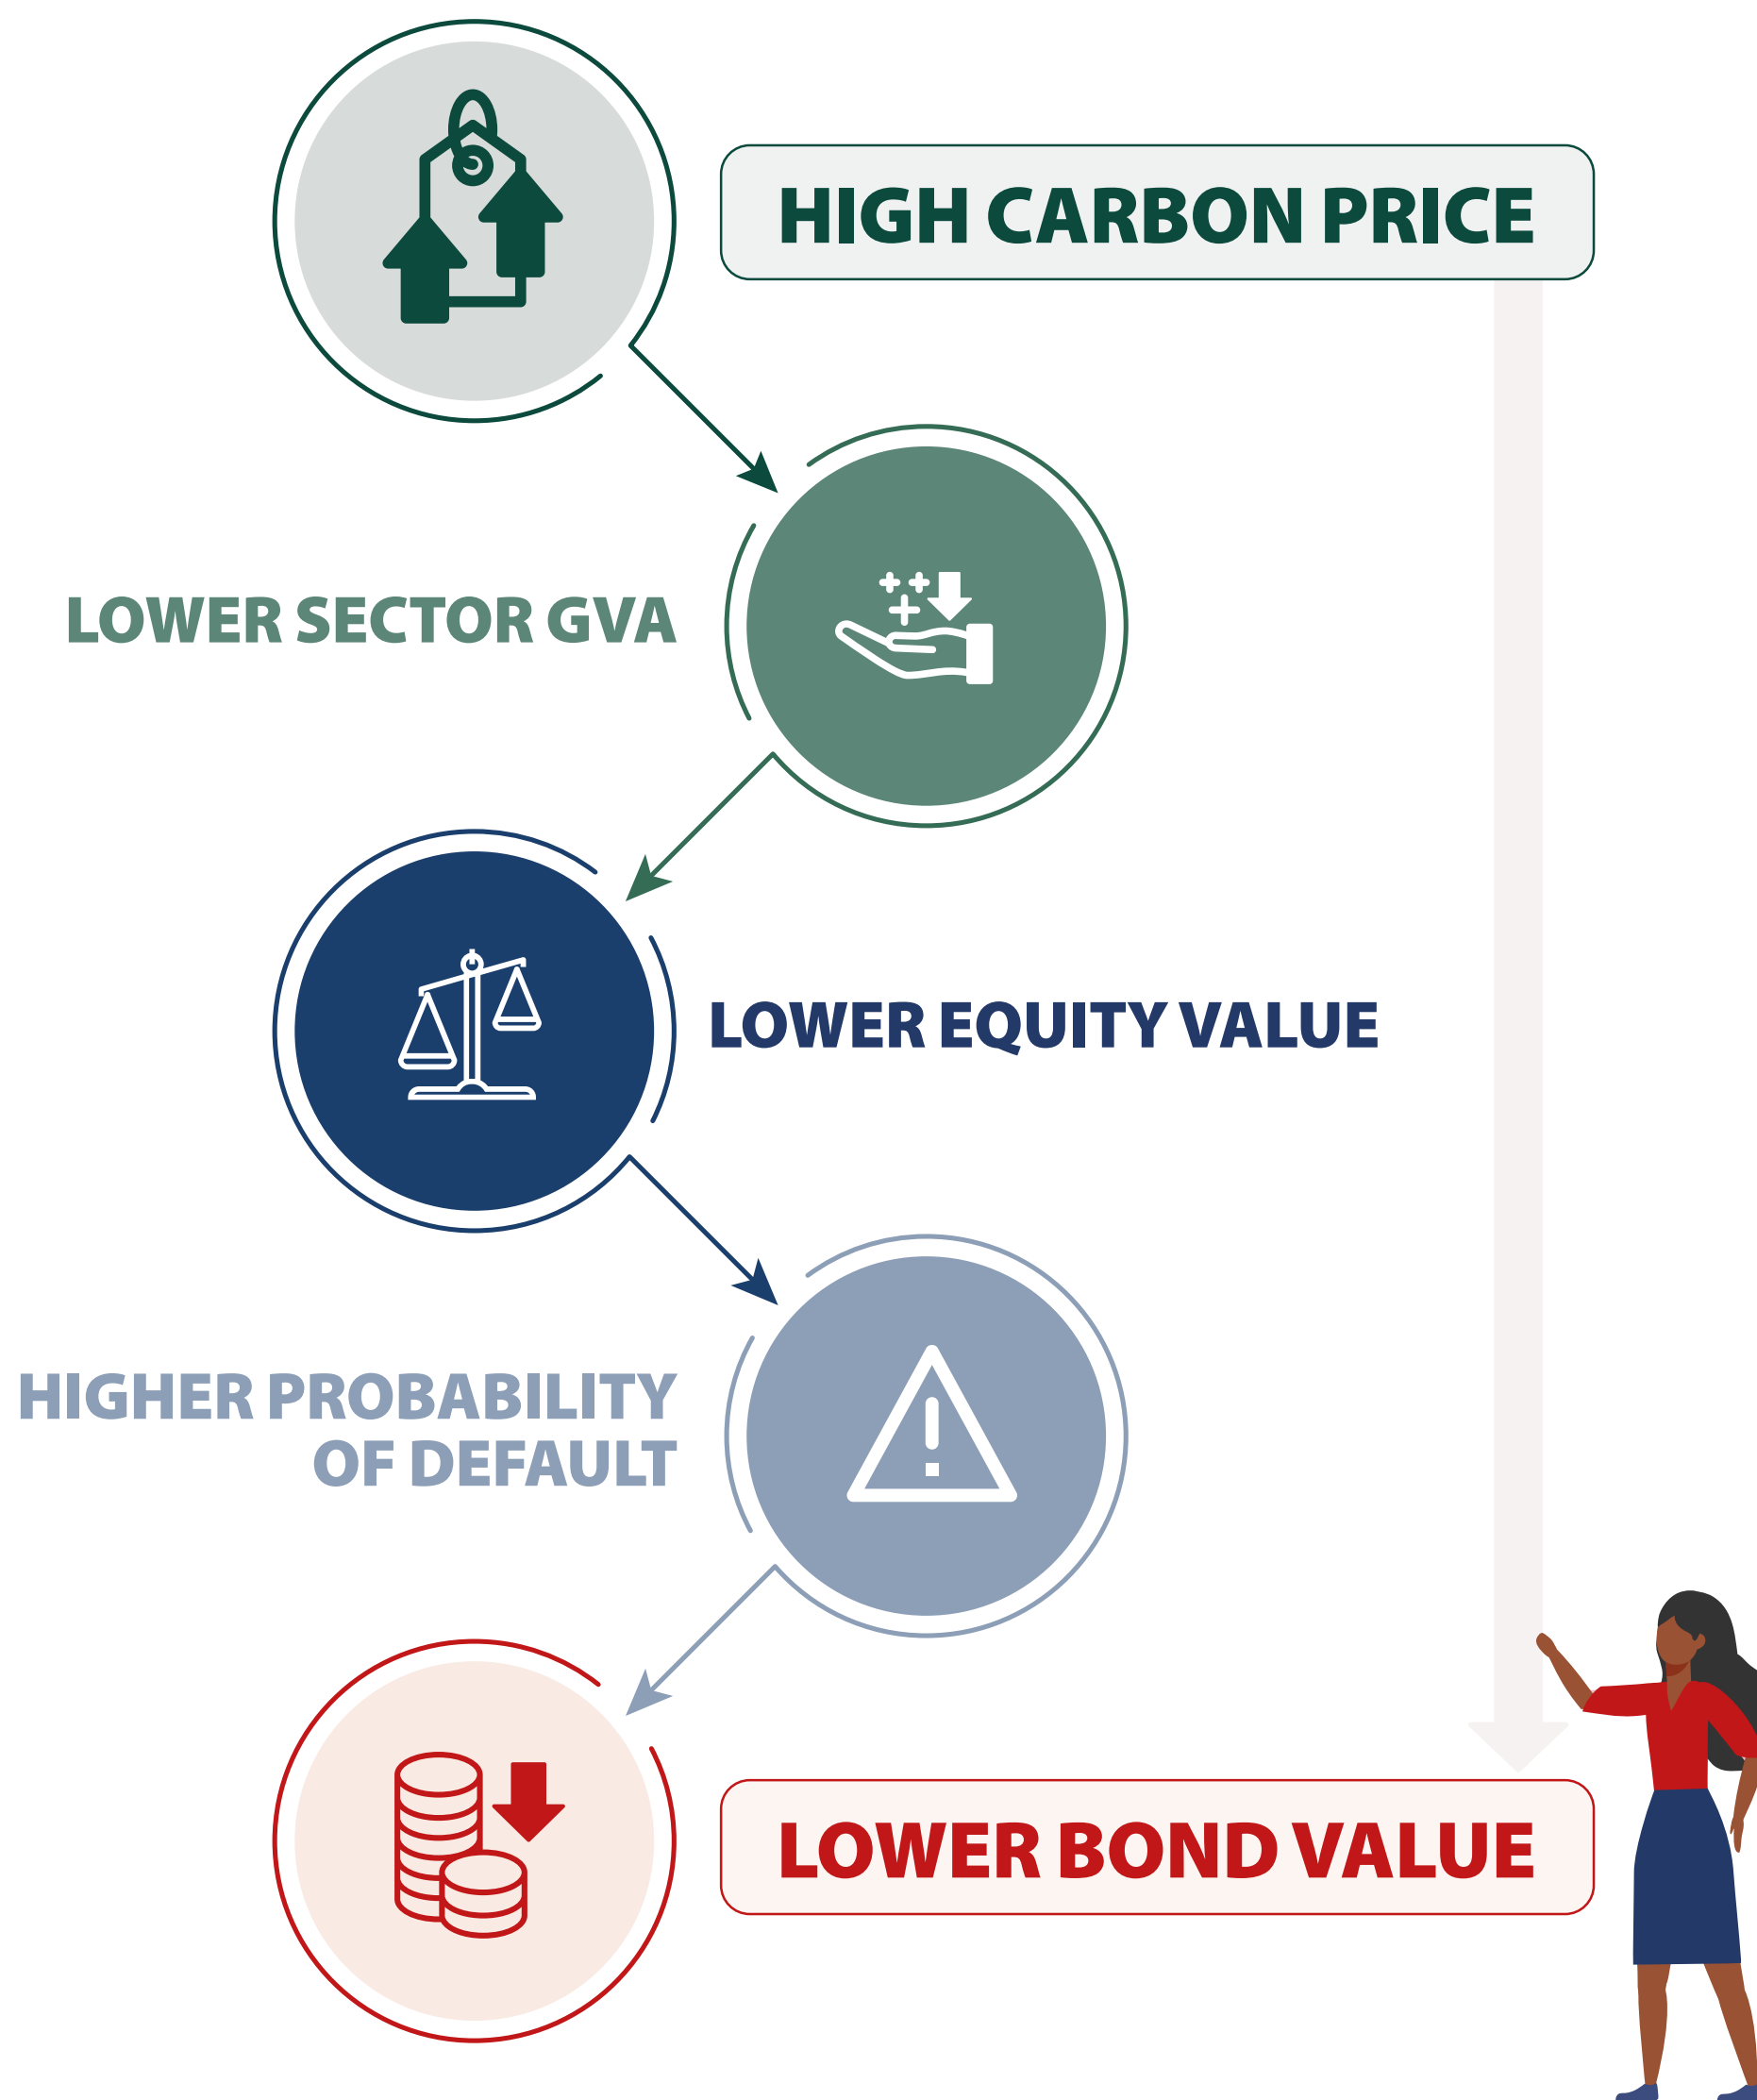 HIGH CARBON PRICE
LOWER SECTOR GVA
LOWER EQUITY VALUE
HIGHER PROBABILITY
OF DEFAULT
LOWER BOND VALUE